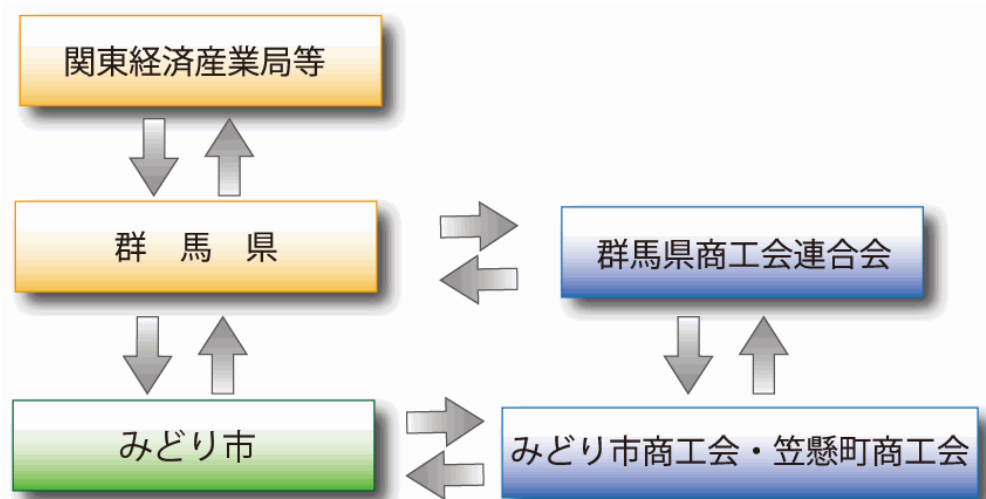 関東経済産業局等
群　馬　県
群馬県商工会連合会
みどり市
みどり市商工会・笠懸町商工会